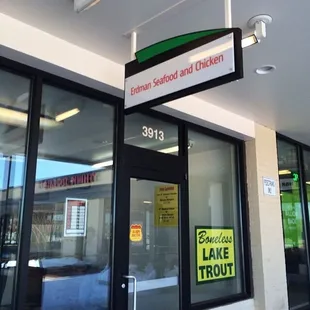 Erdman Seafood and Chicken
3913
Boneless
LAKE
TROUT